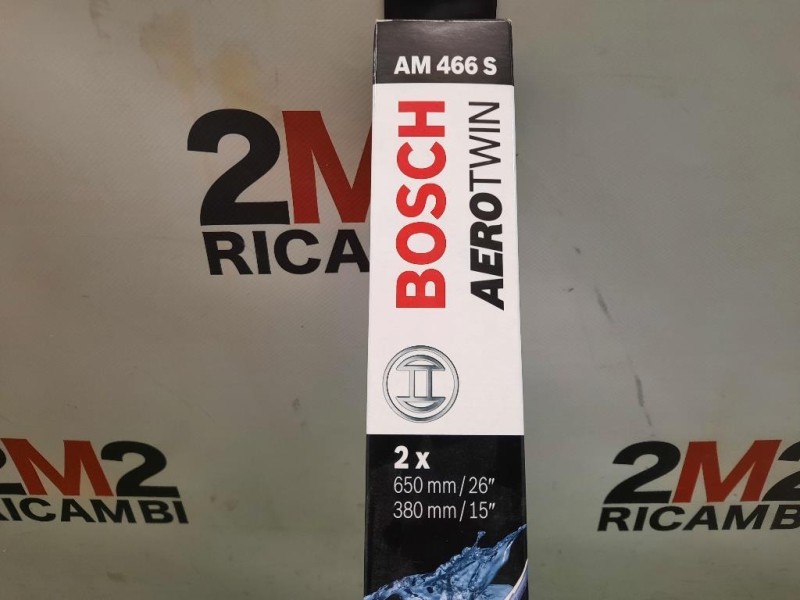 AM 466 S
BOSCH
AEROTWIN
2 x
650 mm/26"
380 mm/15"
2M
RICA
2M2
RICAMBI
2M2
RICAMBI